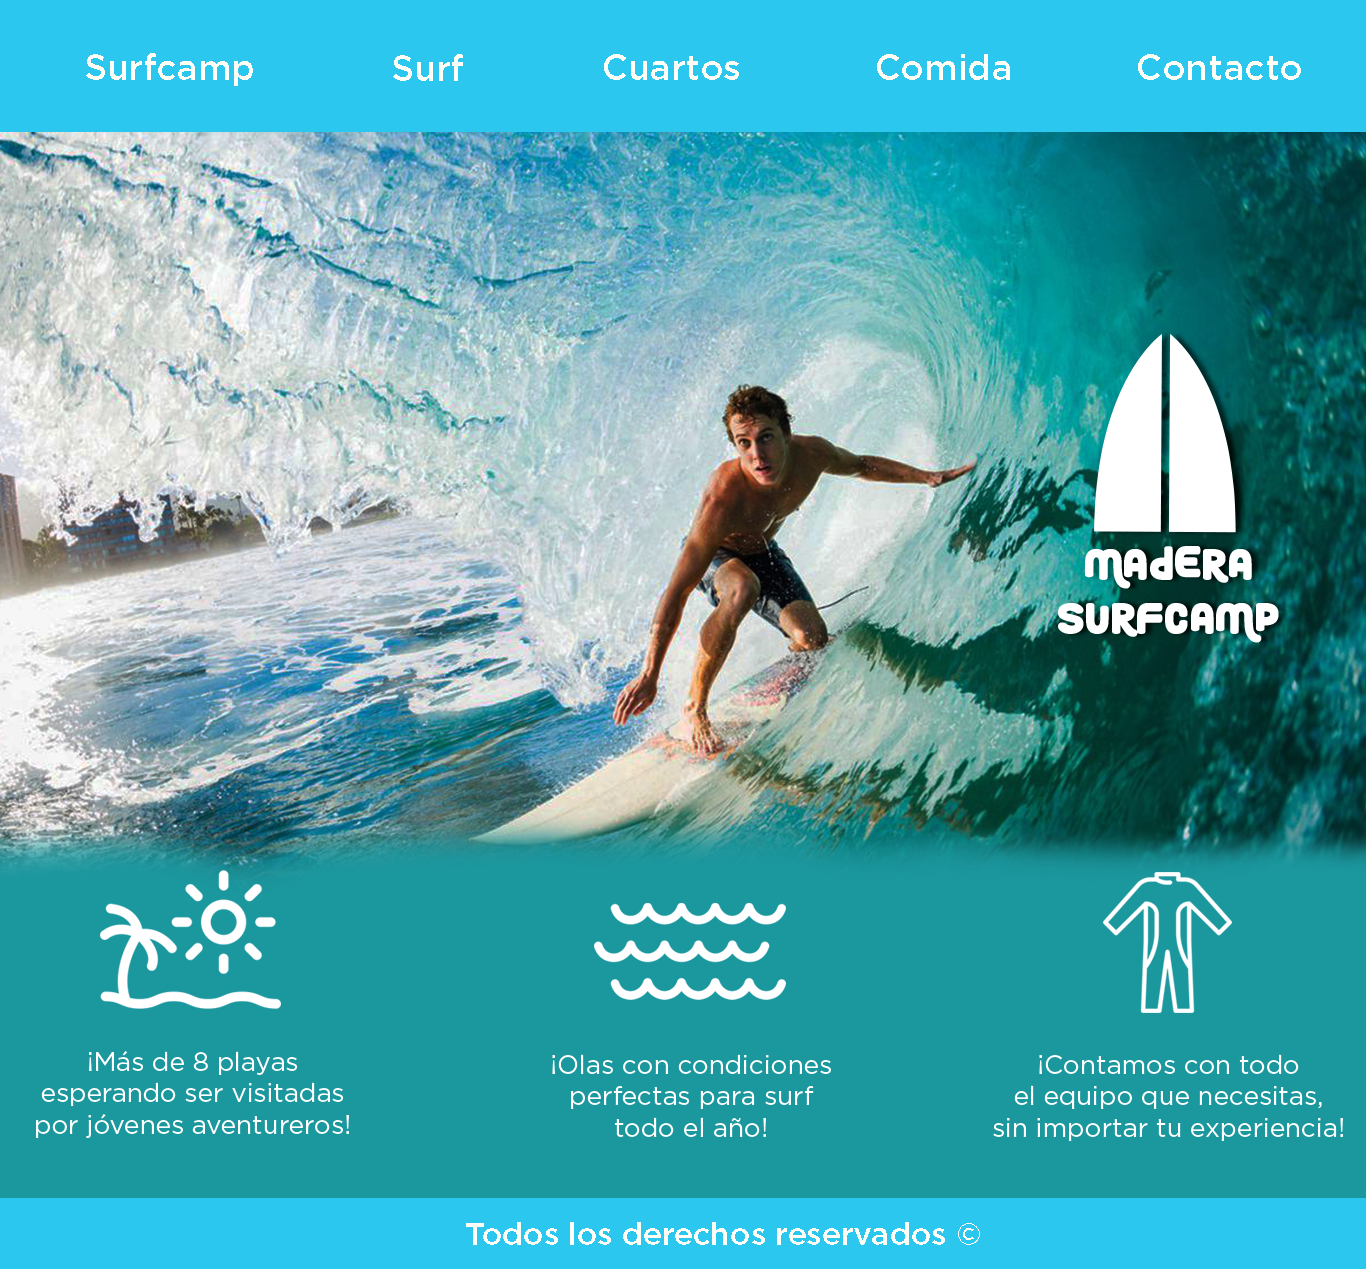 Surfcamp
Surf
Cuartos
Comida
Contacto
MADERA
SURFCAMP
¡Más de 8 playas
esperando ser visitadas
por jóvenes aventureros!
¡Olas con condiciones
perfectas para surf
todo el año!
¡Contamos con todo
el equipo que necesitas,
sin importar tu experiencia!
Todos los derechos reservados ©